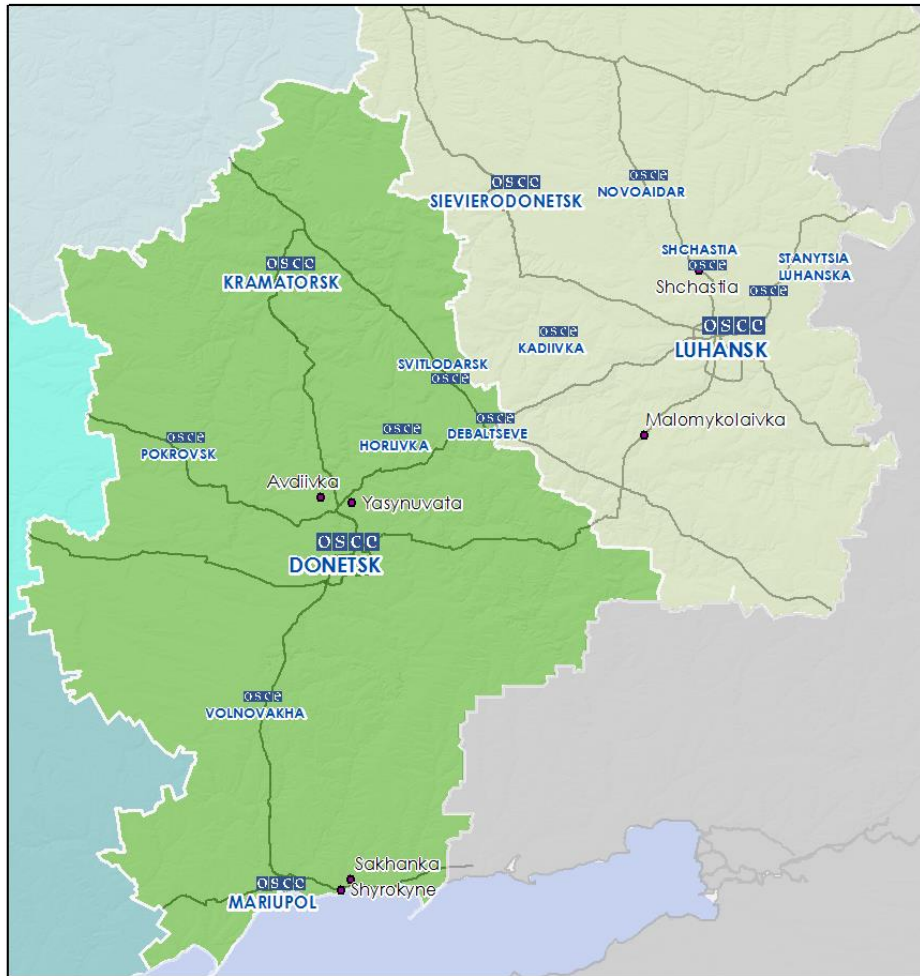 osce
SIEVIERODONETSK
osce
NOVOAIDAR
SHCHASTIA
osce
Shchastia
STANYTSIA
LUHANSKA
osce
osce
KRAMATORSK
osce
LUHANSK
osce
KADIIVKA
SVITLODARSK
osce
osce
DEBALTSEVE
osce
HORLIVKA
osce
POKROVSK
Malomykolaivka
Avdiivka
Yasynuvata
osce
DONETSK
osce
VOLNOVAKHA
Sakhanka
Shyrokyne
osce
MARIUPOL